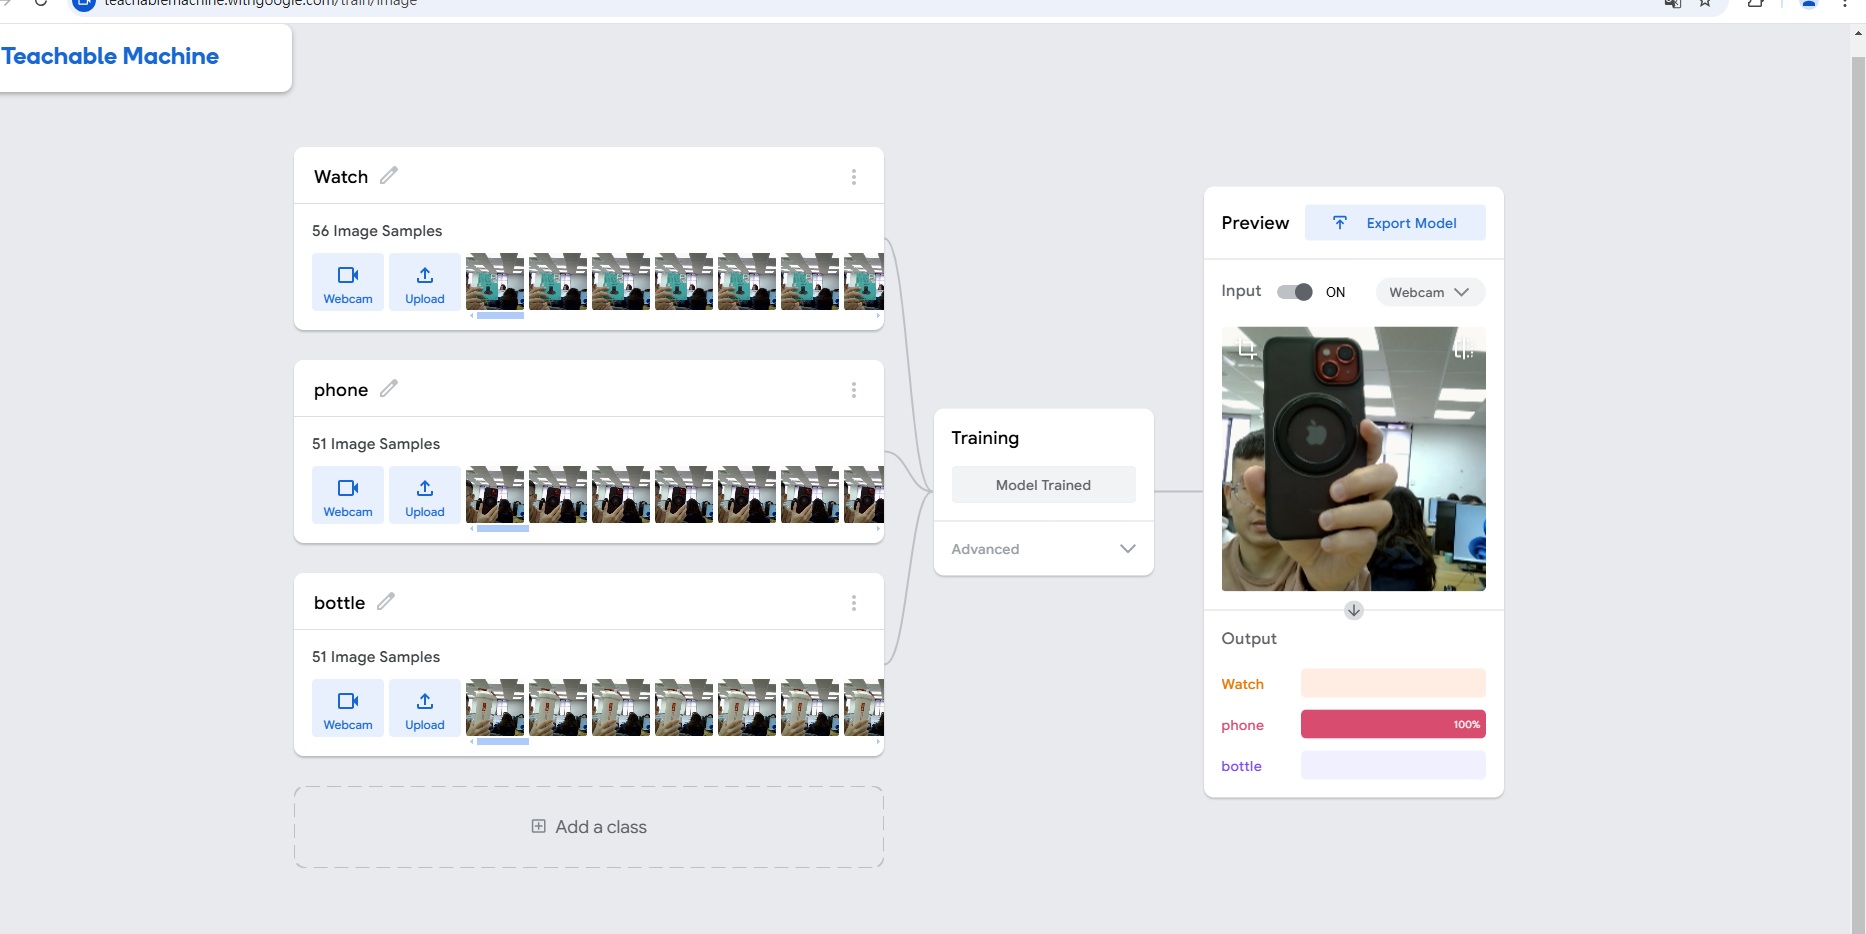 teachablemachine.withgoogle.com/train/image
Teachable Machine
Watch
56 Image Samples
Webcam
Upload
phone
51 Image Samples
Webcam
Upload
bottle
51 Image Samples
Webcam
Upload
Add a class
Training
Model Trained
Advanced
Preview
Export Model
Input
ON
Webcam
Output
Watch
phone
100%
bottle